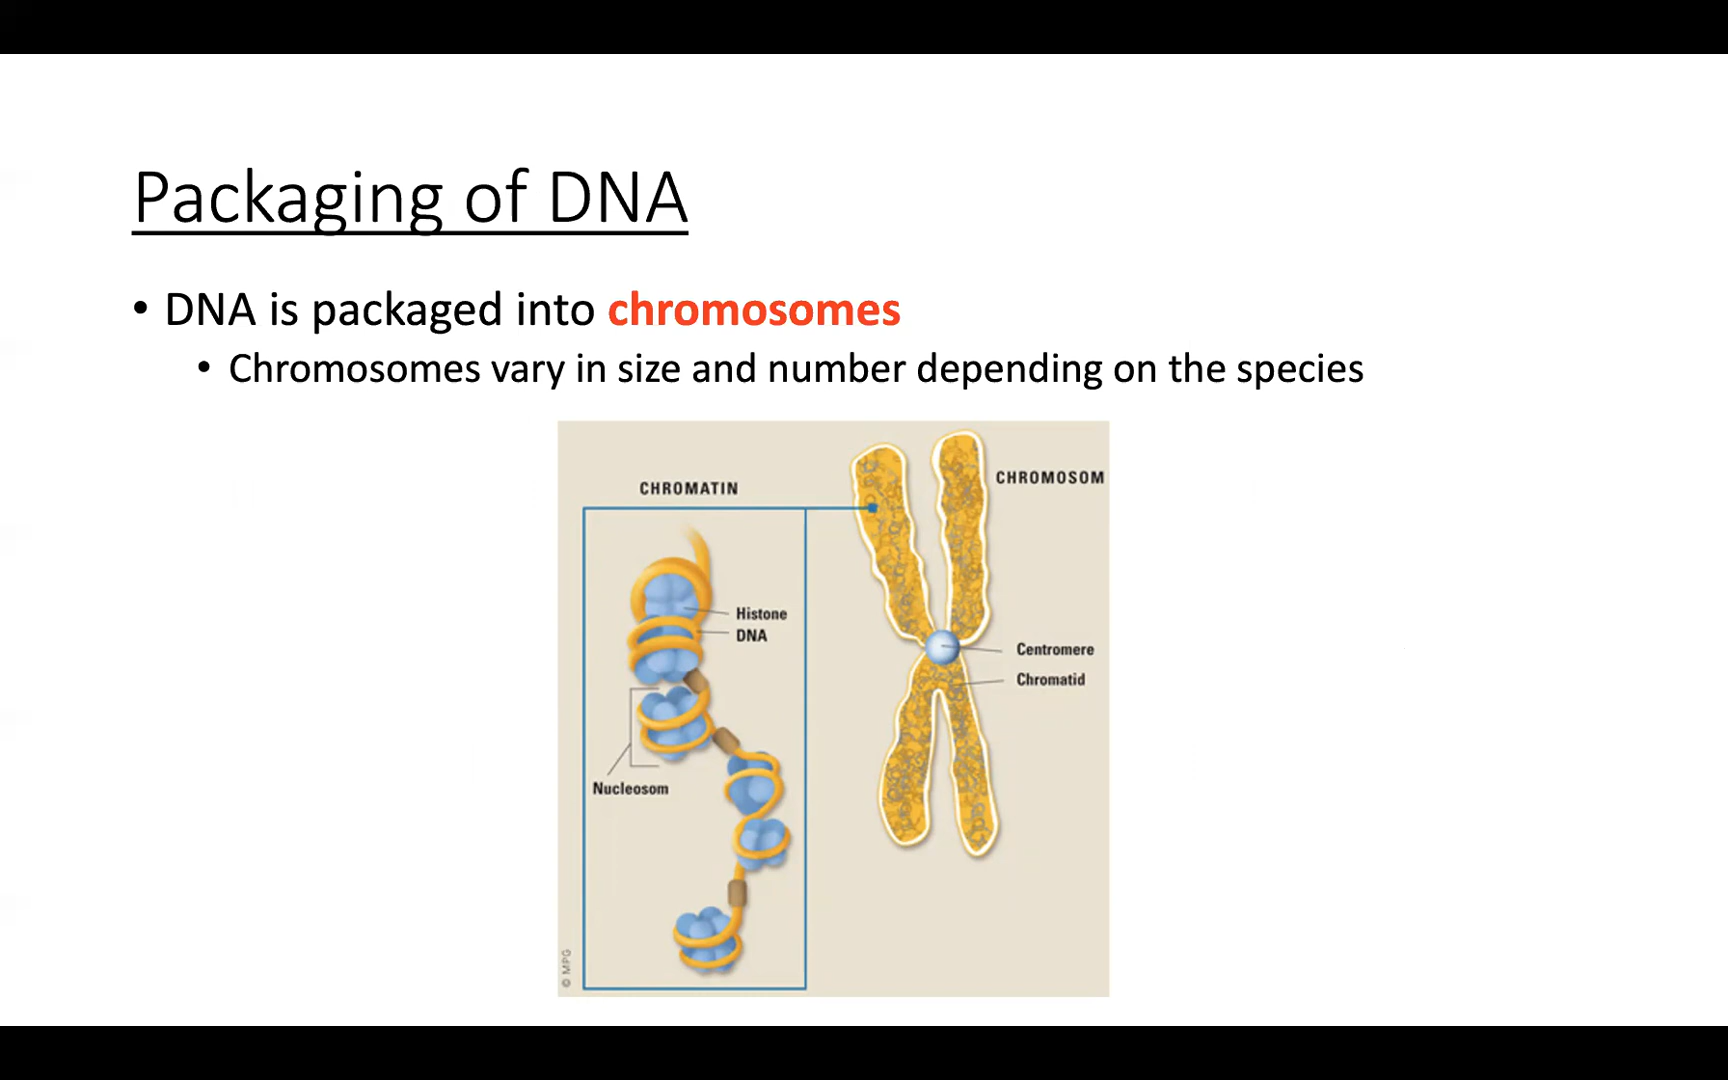 Packaging of DNA
• DNA is packaged into chromosomes
• Chromosomes vary in size and number depending on the species
CHROMATIN
CHROMOSOM
Histone
DNA
Centromere
Chromatid
Nucleosom
© MPG